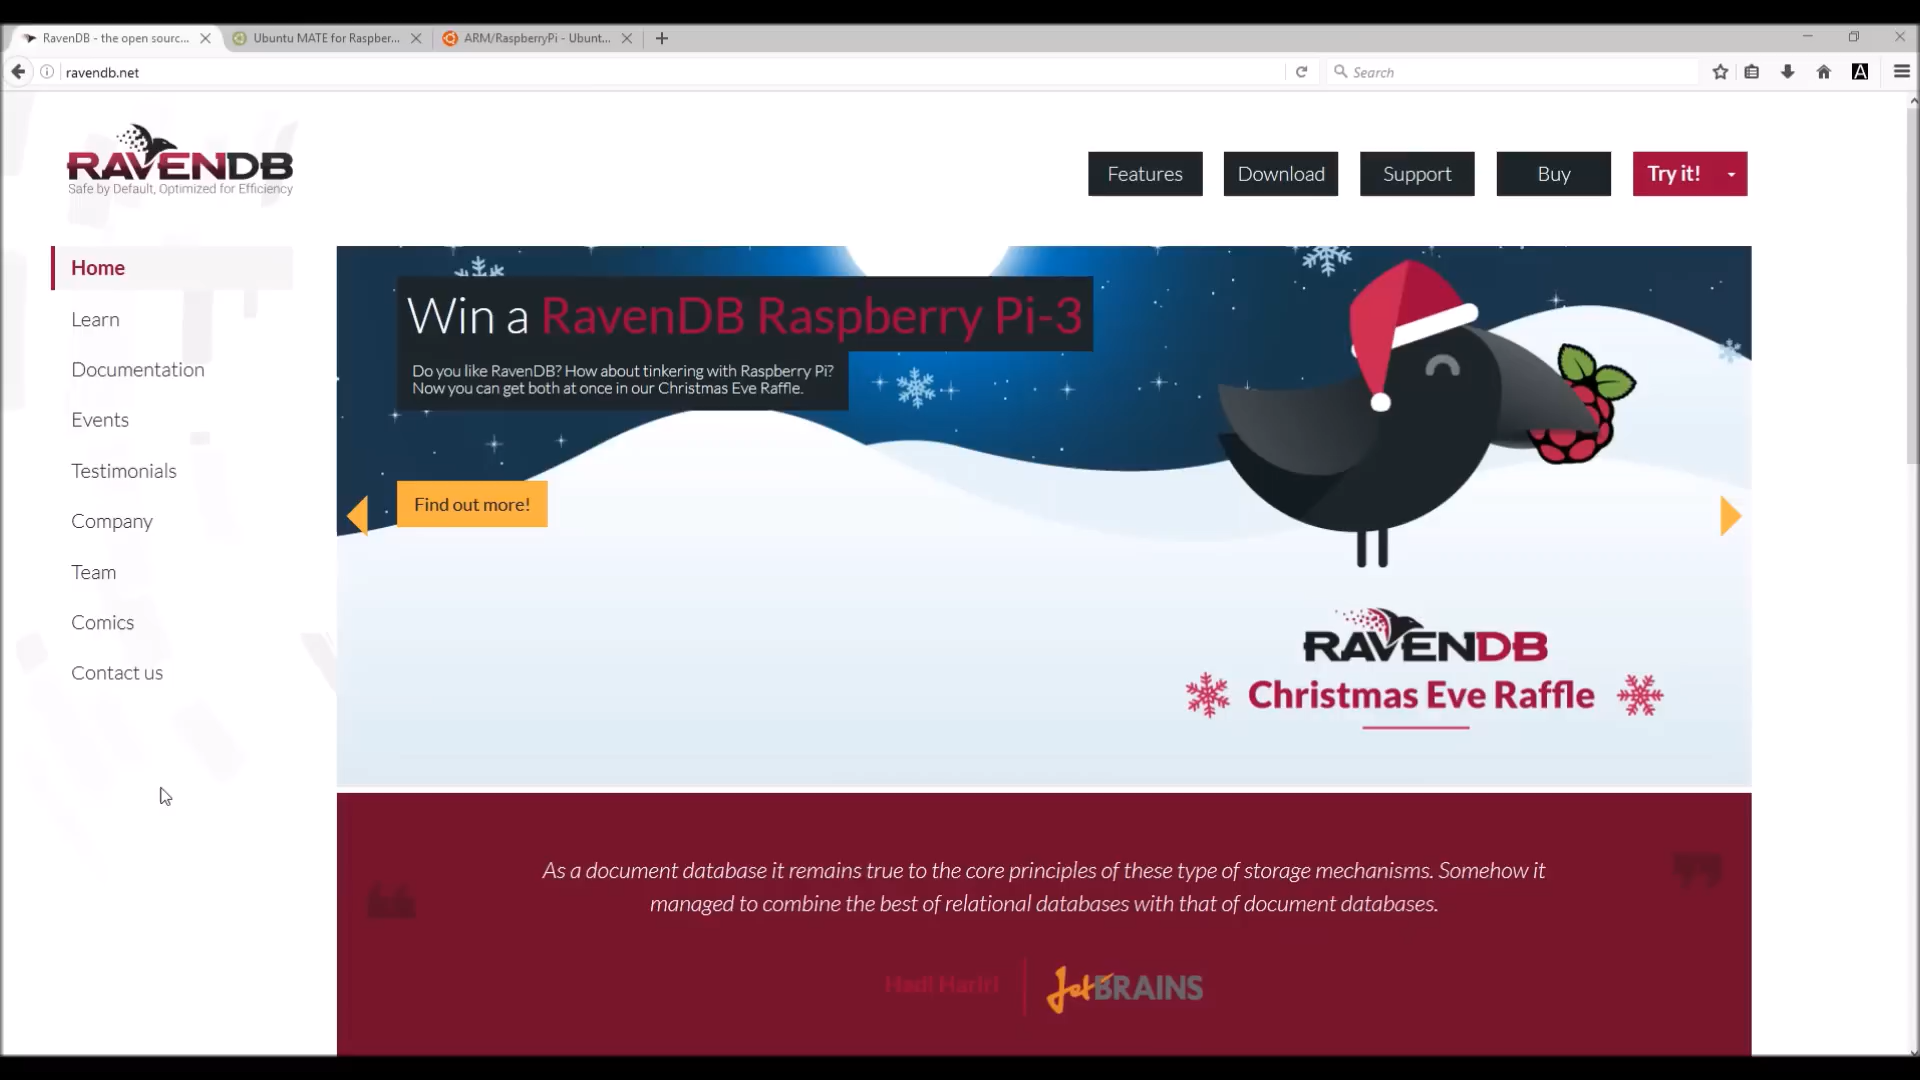 RavenDB - the open sourc...
Ubuntu MATE for Raspber...
ARM/RaspberryPi - Ubunt...
ravendb.net
Search
A
RAVENDB
Safe by Default, Optimized for Efficiency
Features
Download
Support
Buy
Try it!
Home
Learn
Documentation
Events
Testimonials
Company
Team
Comics
Contact us
Win a RavenDB Raspberry Pi-3
Do you like RavenDB? How about tinkering with Raspberry Pi?
Now you can get both at once in our Christmas Eve Raffle.
Find out more!
RAVENDB
Christmas Eve Raffle
As a document database it remains true to the core principles of these type of storage mechanisms. Somehow it
managed to combine the best of relational databases with that of document databases.
Hadi Hariri
JetBRAINS